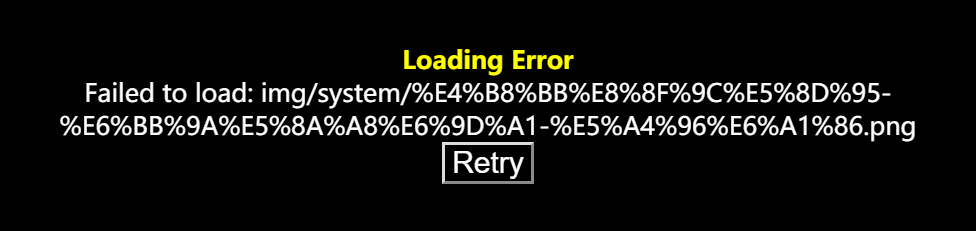 Loading Error
Failed to load: img/system/%E4%B8%BB%E8%8F%9C%E5%8D%95-
%E6%BB%9A%E5%8A%A8%E6%9D%A1-%E5%A4%96%E6%A1%86.png
Retry